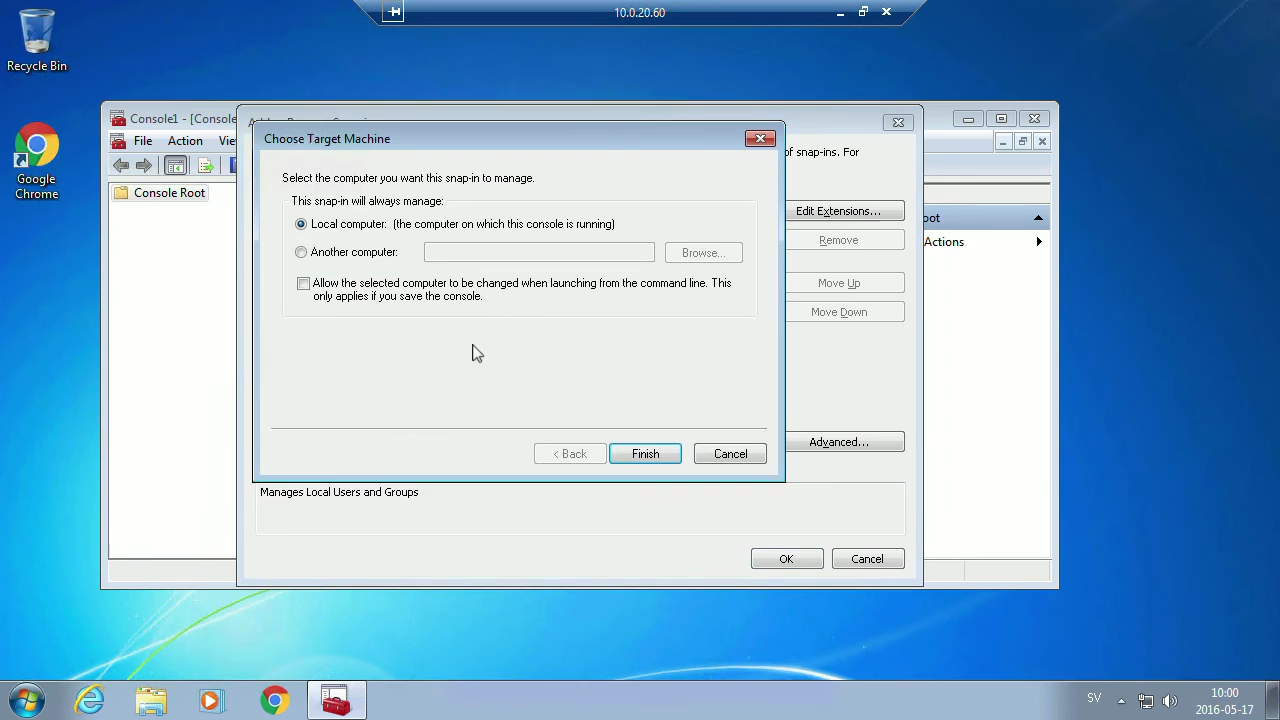 10.0.20.60
Recycle Bin
Google
Chrome
Console1 - [Console
File
Action
Console Root
Choose Target Machine
Select the computer you want this snap-in to manage.
This snap-in will always manage:
Local computer: (the computer on which this console is running)
Another computer:
Browse...
Allow the selected computer to be changed when launching from the command line. This
only applies if you save the console.
< Back
Finish
Cancel
of snap-ins. For
Edit Extensions...
Remove
Move Up
Move Down
Advanced...
Manages Local Users and Groups
OK
Cancel
oot
Actions
SV
10:00
2016-05-17